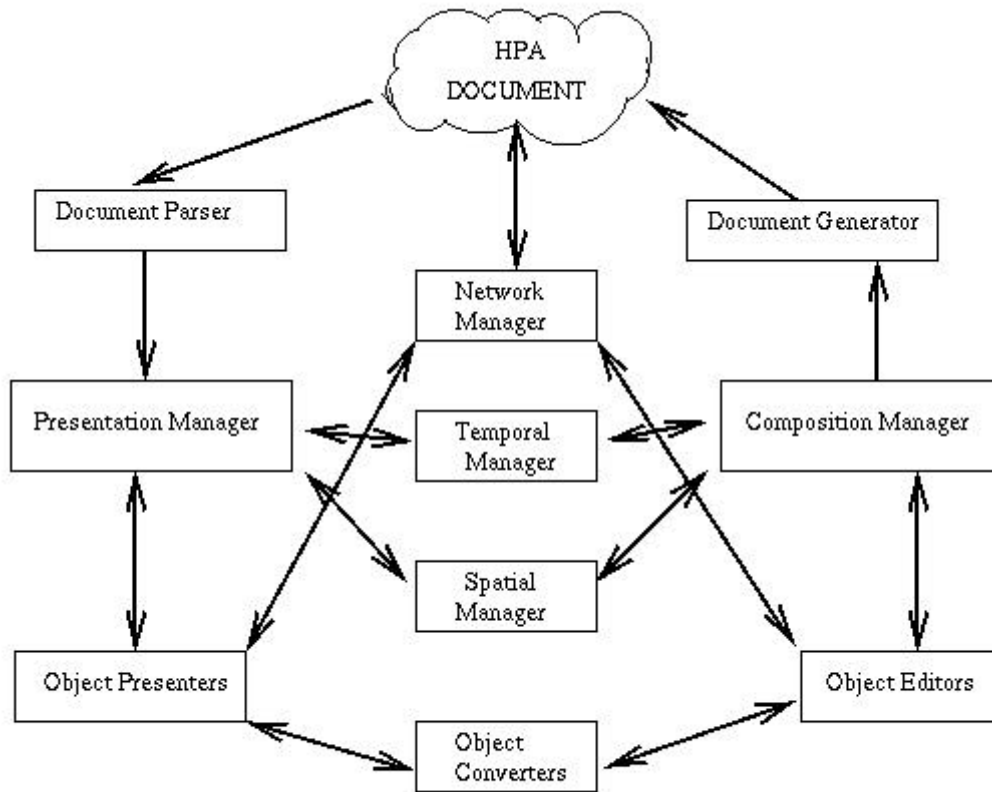 HPA
DOCUMENT
Document Parser
Document Generator
Network
Manager
Presentation Manager
Temporal
Manager
Composition Manager
Spatial
Manager
Object Presenters
Object Editors
Object
Converters